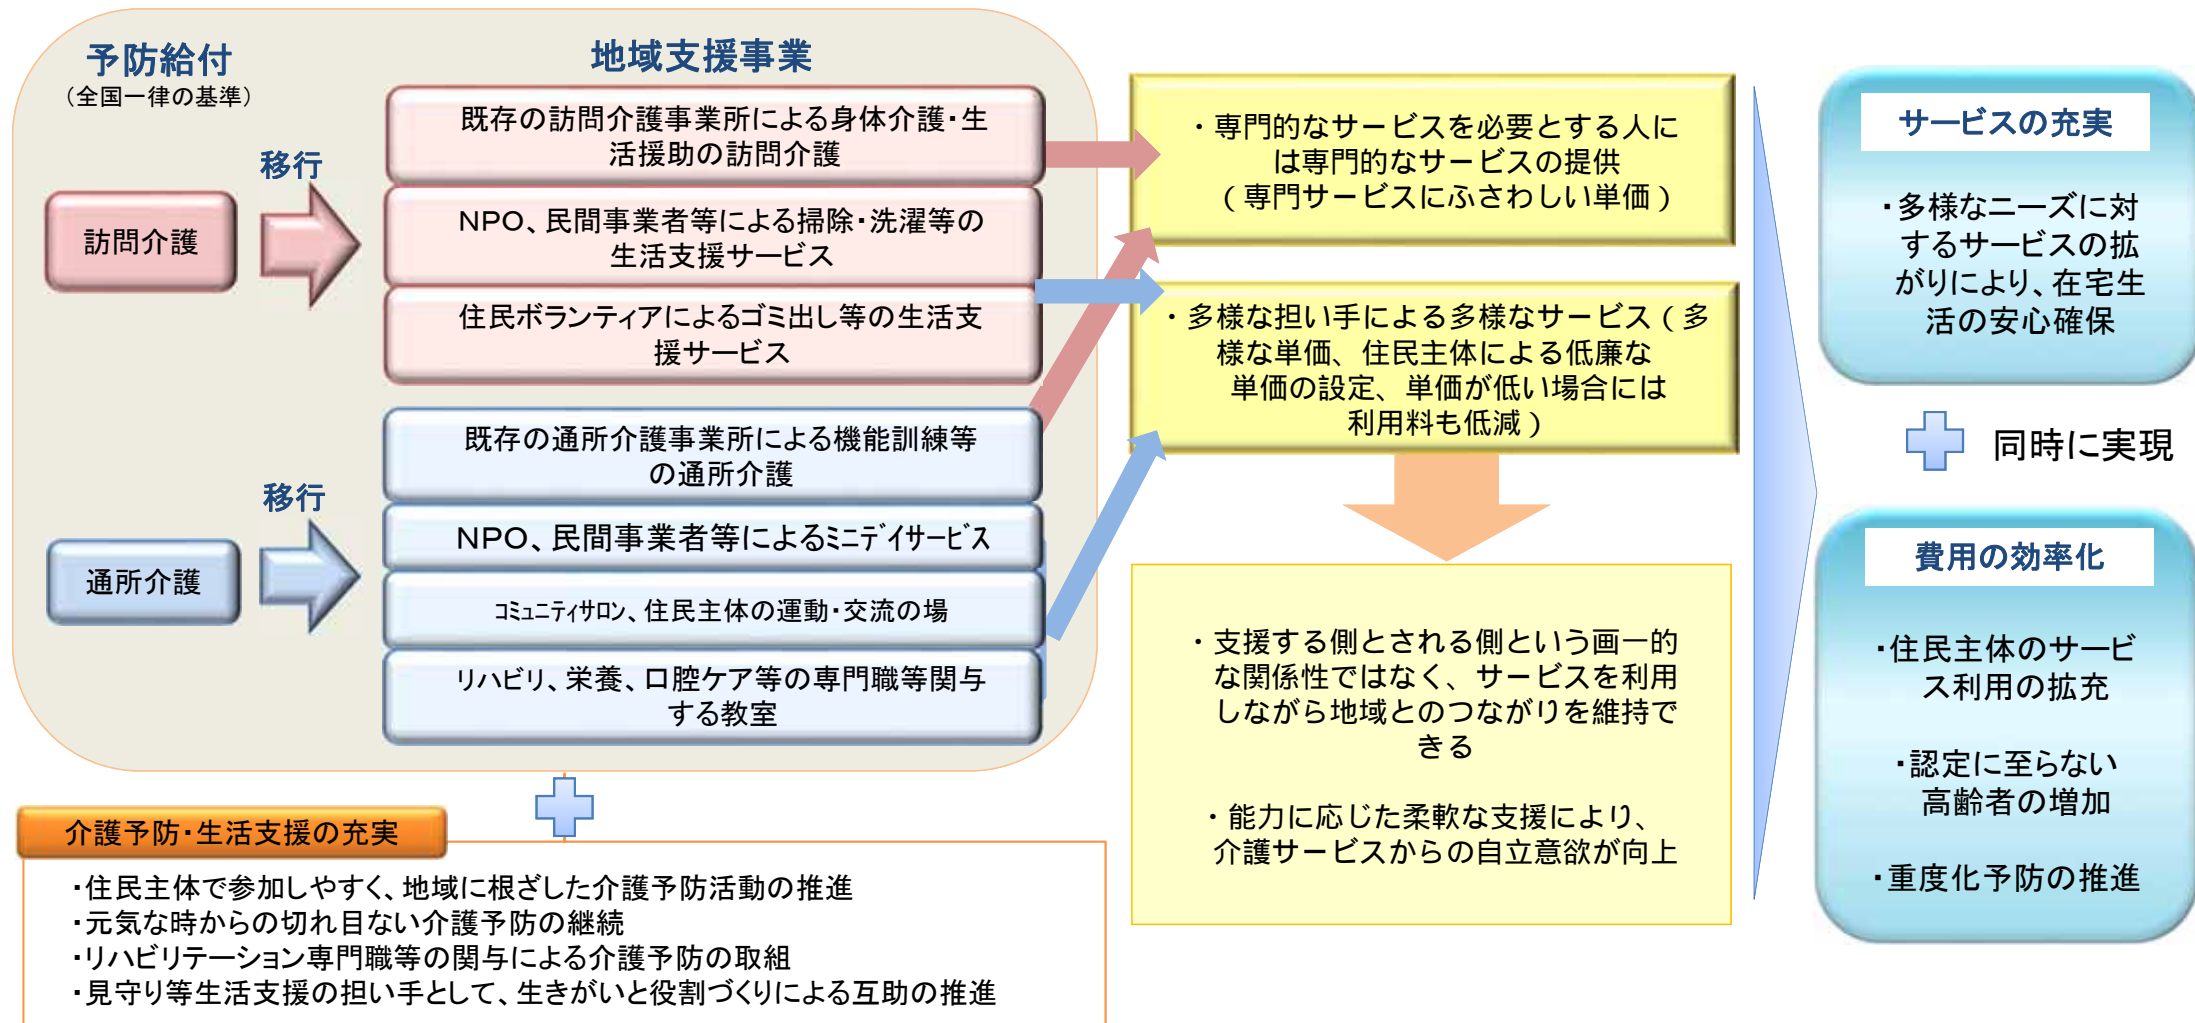 予防給付
(全国一律の基準)
地域支援事業
移行
訪問介護
既存の訪問介護事業所による身体介護・生
活援助の訪問介護
NPO、民間事業者等による掃除・洗濯等の
生活支援サービス
住民ボランティアによるゴミ出し等の生活支
援サービス
移行
通所介護
既存の通所介護事業所による機能訓練等
の通所介護
NPO、民間事業者等によるミニデイサービス
コミュニティサロン、住民主体の運動・交流の場
リハビリ、栄養、口腔ケア等の専門職等関与
する教室
介護予防・生活支援の充実
・住民主体で参加しやすく、地域に根ざした介護予防活動の推進
・元気な時からの切れ目ない介護予防の継続
・リハビリテーション専門職等の関与による介護予防の取組
・見守り等生活支援の担い手として、生きがいと役割づくりによる互助の推進
・専門的なサービスを必要とする人に
は専門的なサービスの提供
(専門サービスにふさわしい単価)
・多様な担い手による多様なサービス(多
様な単価、住民主体による低廉な
単価の設定、単価が低い場合には
利用料も低減)
・支援する側とされる側という画一的
な関係性ではなく、サービスを利用
しながら地域とのつながりを維持で
きる
・能力に応じた柔軟な支援により、
介護サービスからの自立意欲が向上
サービスの充実
・多様なニーズに対
するサービスの拡
がりにより、在宅生
活の安心確保
同時に実現
費用の効率化
・住民主体のサービ
ス利用の拡充
・認定に至らない
高齢者の増加
・重度化予防の推進